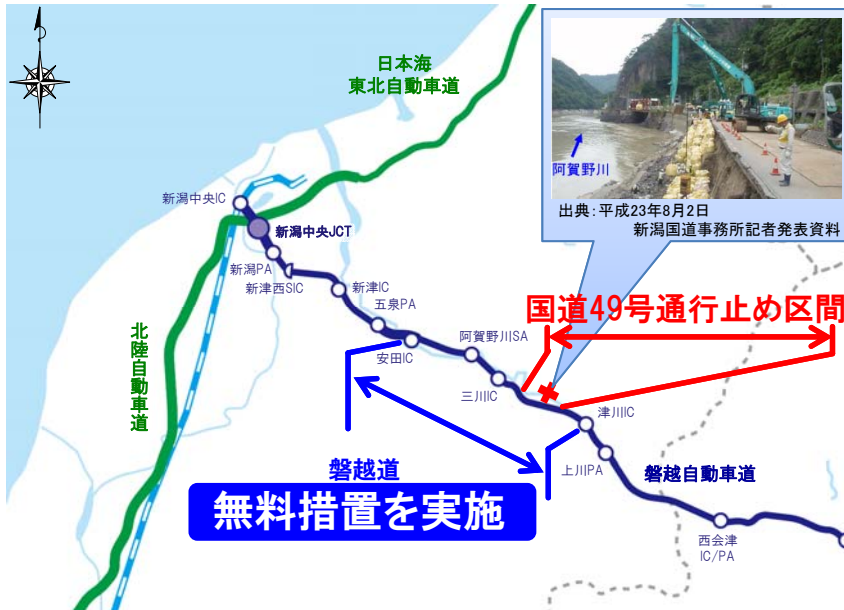 日本海
東北自動車道
阿賀野川
出典:平成23年8月2日
新潟国道事務所記者発表資料
新潟中央IC
新潟中央JCT
新潟PA
新津西SIC
新津IC
五泉PA
国道49号通行止め区間
北陸自動車道
安田IC
阿賀野川SA
三川IC
津川IC
上川PA
磐越道
無料措置を実施
磐越自動車道
西会津
IC/PA